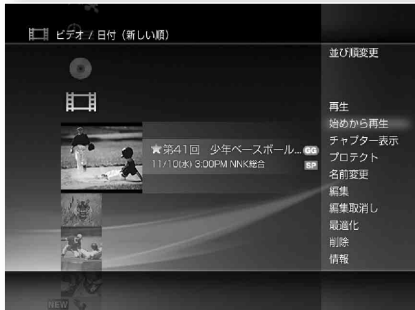 ビデオ / 日付（新しい順）
並び順変更
★第41回 少年ベースボール...
GG
11/10(水) 3:00PM NNK総合
SP
再生
始めから再生
チャプター表示
プロテクト
名前変更
編集
編集取消し
最適化
削除
情報
NEW